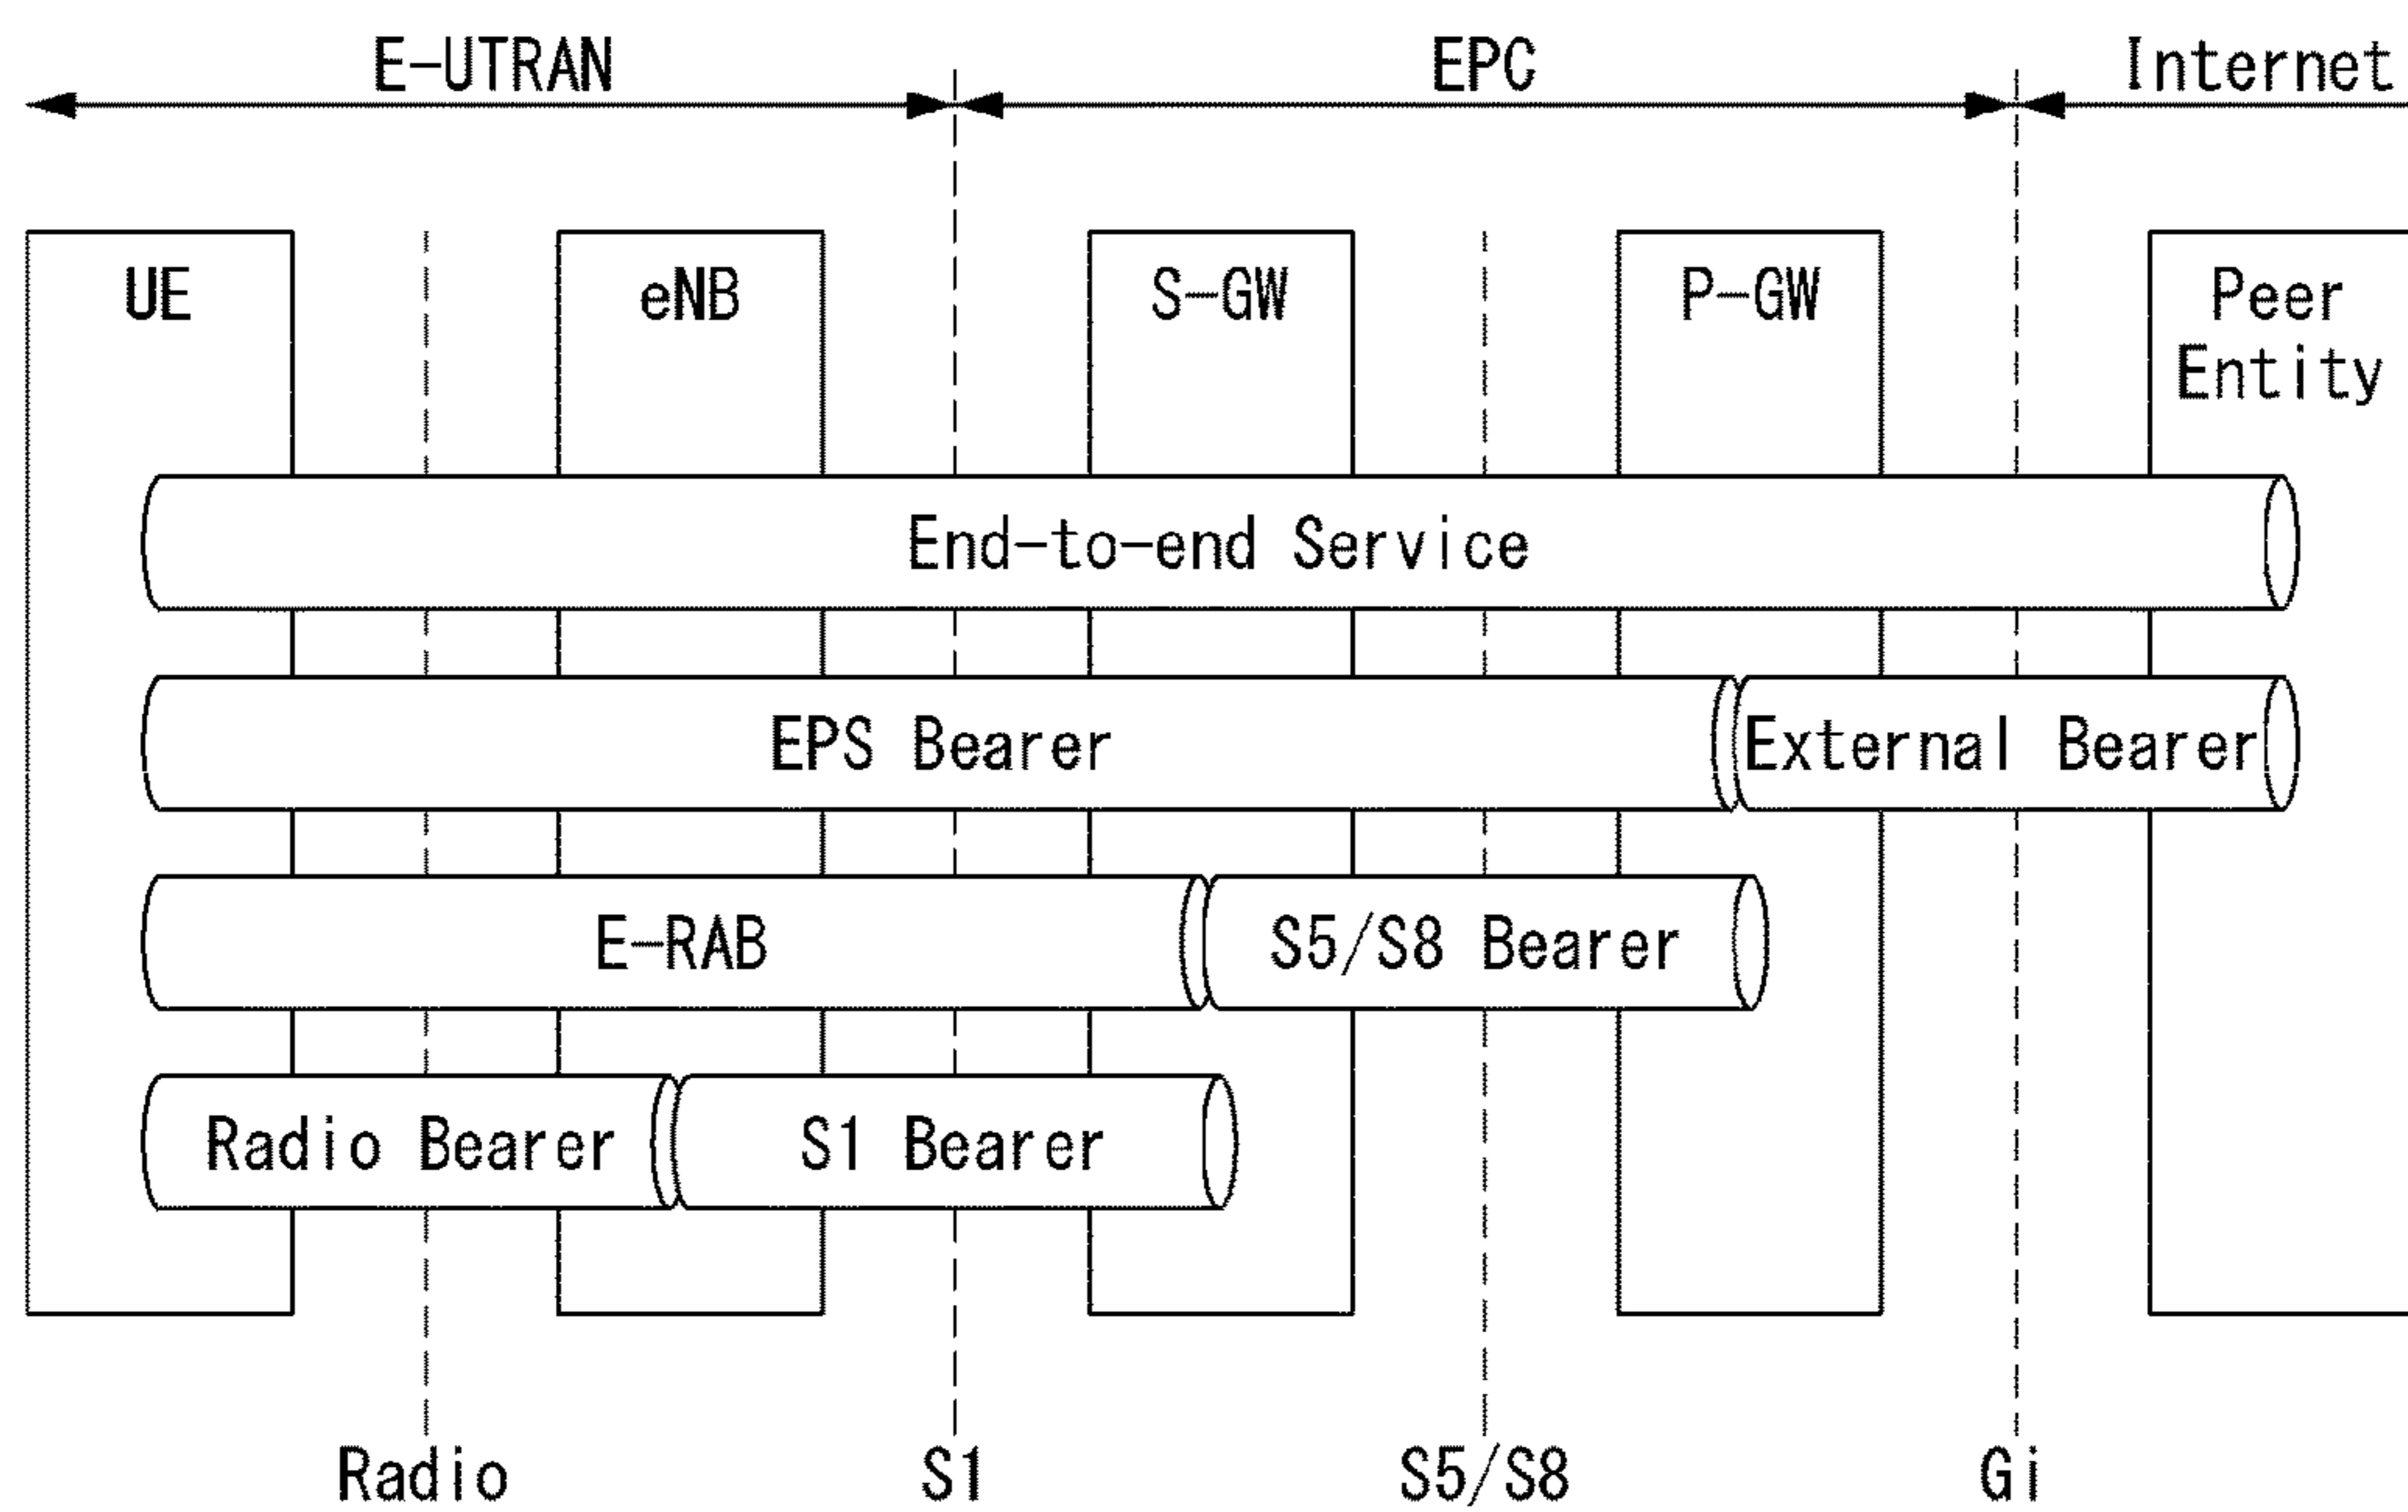 E-UTRAN
EPC
Internet
UE
eNB
S-GW
P-GW
Peer
Entity
End-to-end Service
EPS Bearer
External Bearer
E-RAB
S5/S8 Bearer
Radio Bearer
S1 Bearer
Radio
S1
S5/S8
Gi